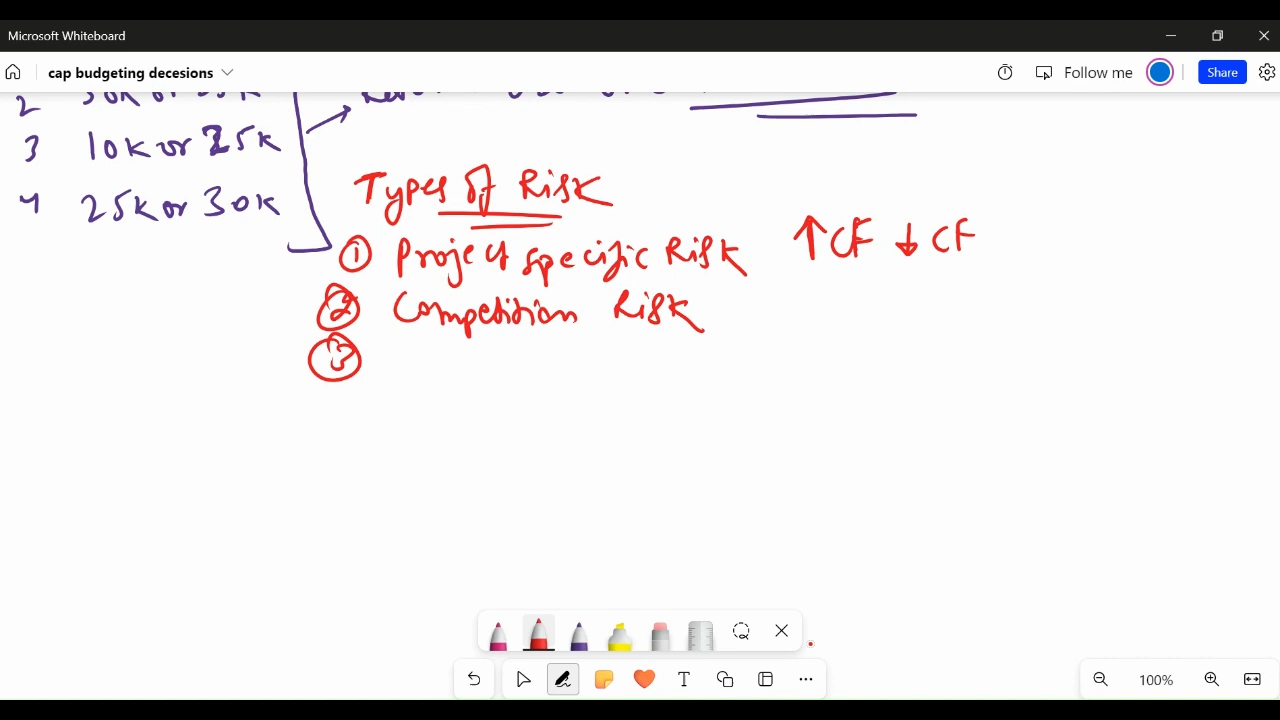 Microsoft Whiteboard
cap budgeting decesions
Follow me
Share
2
3 10K or 25K
4 25K or 30K
Types of Risk
① Project specific Risk ↑ CF ↓ CF
② Competition Risk
③
100%